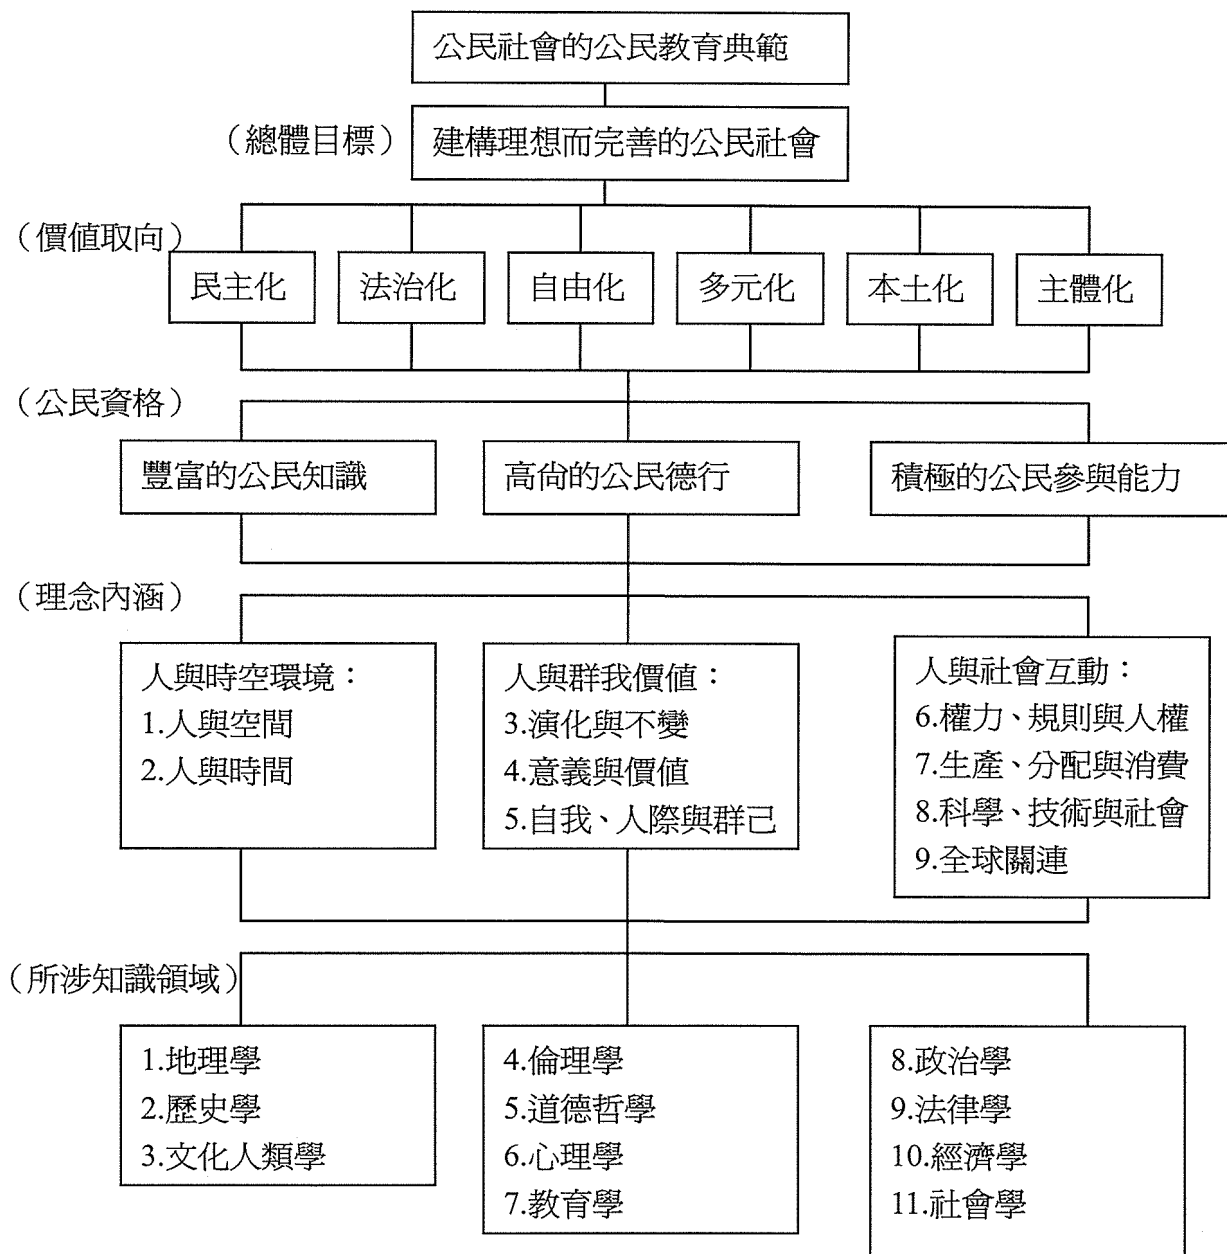 公民社會的公民教育典範
（總體目標）
建構理想而完善的公民社會
（價值取向）
民主化
法治化
自由化
多元化
本土化
主體化
（公民資格）
豐富的公民知識
高尚的公民德行
積極的公民參與能力
（理念內涵）
人與時空環境：
1.人與空間
2.人與時間
人與群我價值：
3.演化與不變
4.意義與價值
5.自我、人際與群己
人與社會互動：
6.權力、規則與人權
7.生產、分配與消費
8.科學、技術與社會
9.全球關連
（所涉知識領域）
1.地理學
2.歷史學
3.文化人類學
4.倫理學
5.道德哲學
6.心理學
7.教育學
8.政治學
9.法律學
10.經濟學
11.社會學